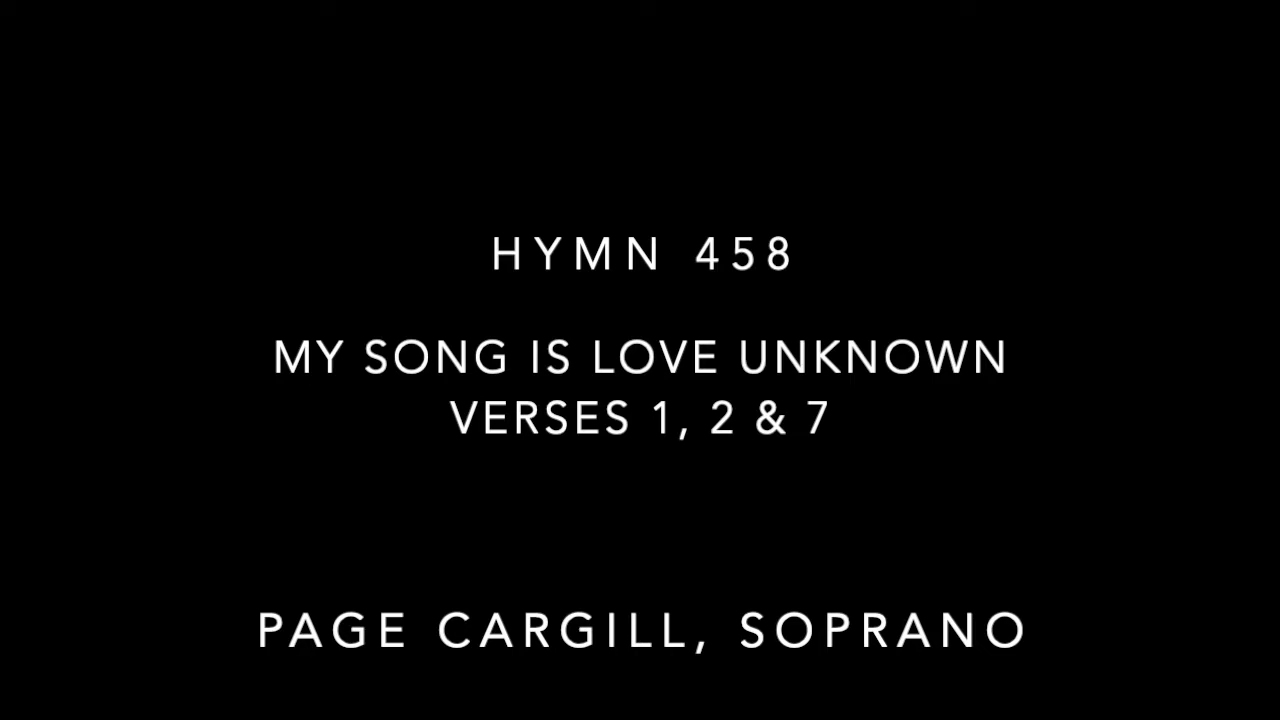 HYMN 458
MY SONG IS LOVE UNKNOWN
VERSES 1, 2 & 7
PAGE CARGILL, SOPRANO